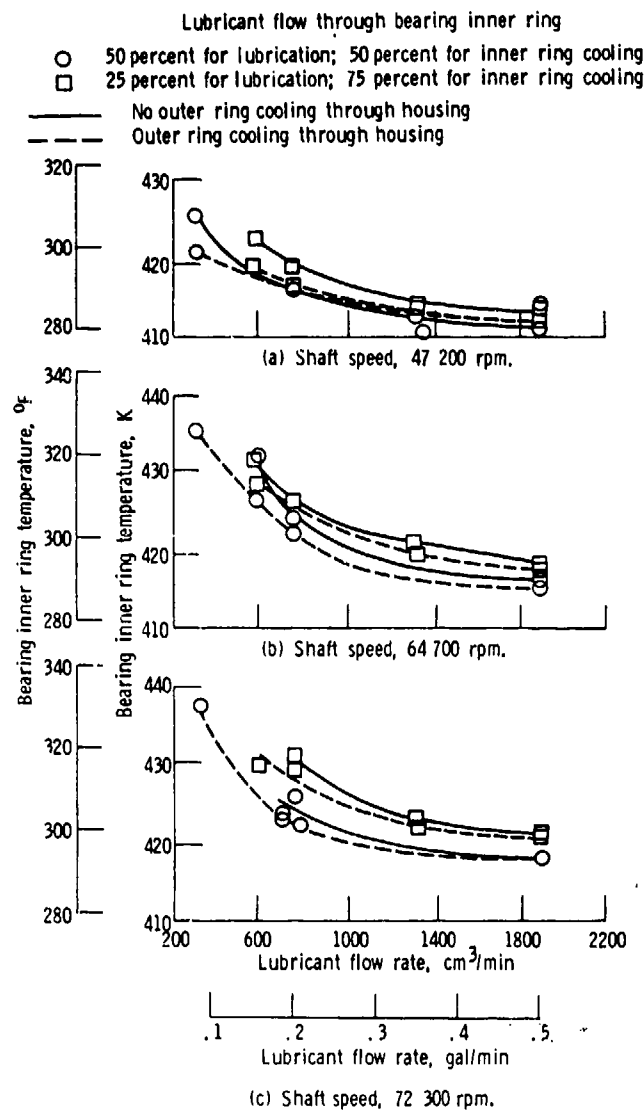 Lubricant flow through bearing inner ring
50 percent for lubrication; 50 percent for inner ring cooling
25 percent for lubrication; 75 percent for inner ring cooling
No outer ring cooling through housing
Outer ring cooling through housing
320
300
280
430
420
410
(a) Shaft speed, 47 200 rpm.
340
320
300
280
440
430
420
410
(b) Shaft speed, 64 700 rpm.
Bearing inner ring temperature, °F
Bearing inner ring temperature, K
340
320
300
280
440
430
420
410
200 600 1000 1400 1800 2200
Lubricant flow rate, cm³/min
.1 .2 .3 .4 .5
Lubricant flow rate, gal/min
(c) Shaft speed, 72 300 rpm.